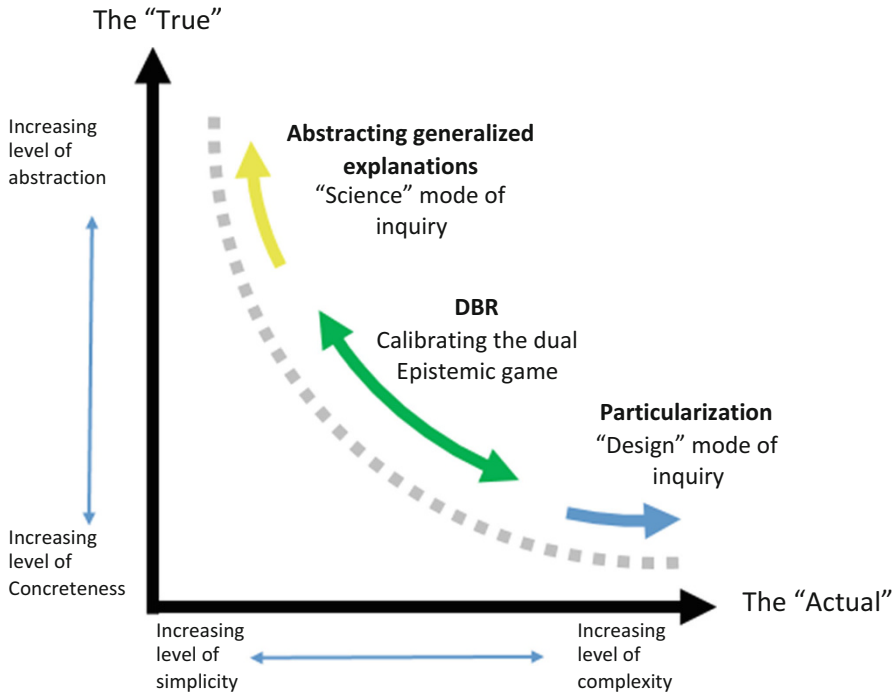 The “True”
Increasing
level of
abstraction
Abstracting generalized
explanations
“Science” mode of
inquiry
DBR
Calibrating the dual
Epistemic game
Particularization
“Design” mode of
inquiry
Increasing
level of
Concreteness
The “Actual”
Increasing
level of
simplicity
Increasing
level of
complexity